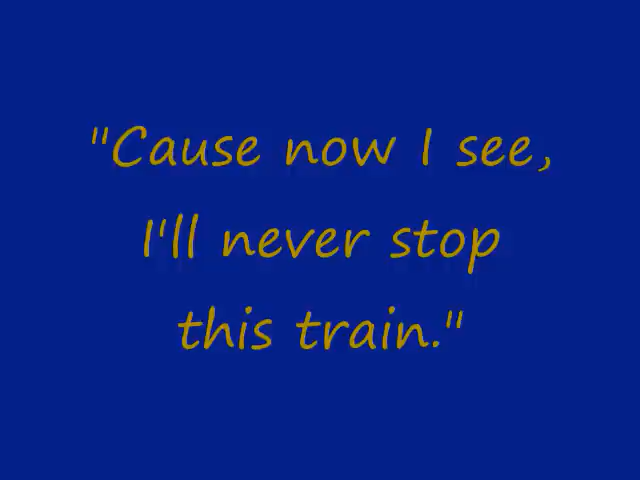 "Cause now I see,
I'll never stop
this train."